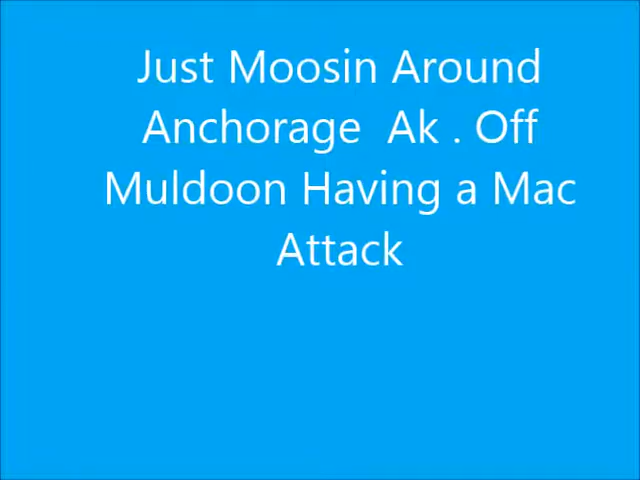 Just Moosin Around
Anchorage  Ak . Off
Muldoon Having a Mac
Attack